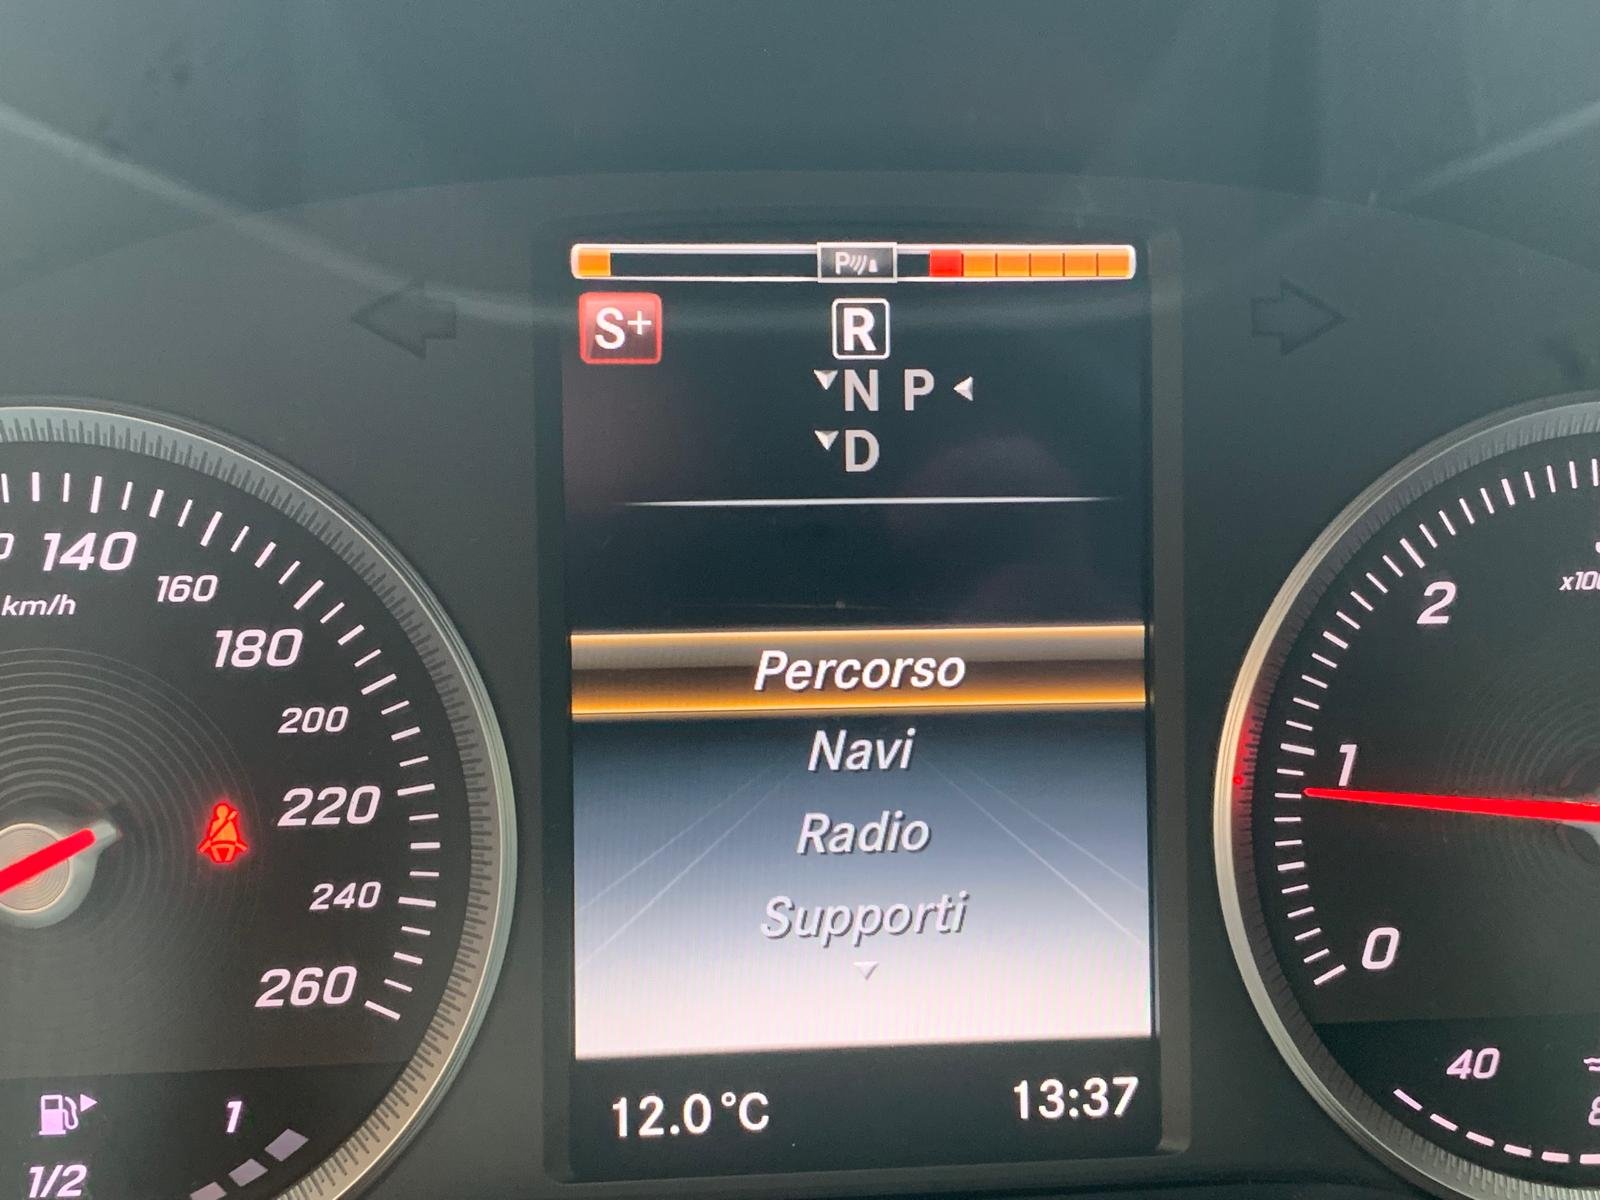 P
S+
R
N P
D
140
160
km/h
180
200
220
240
260
1
1/2
Percorso
Navi
Radio
Supporti
12.0°C
13:37
2
1
0
40